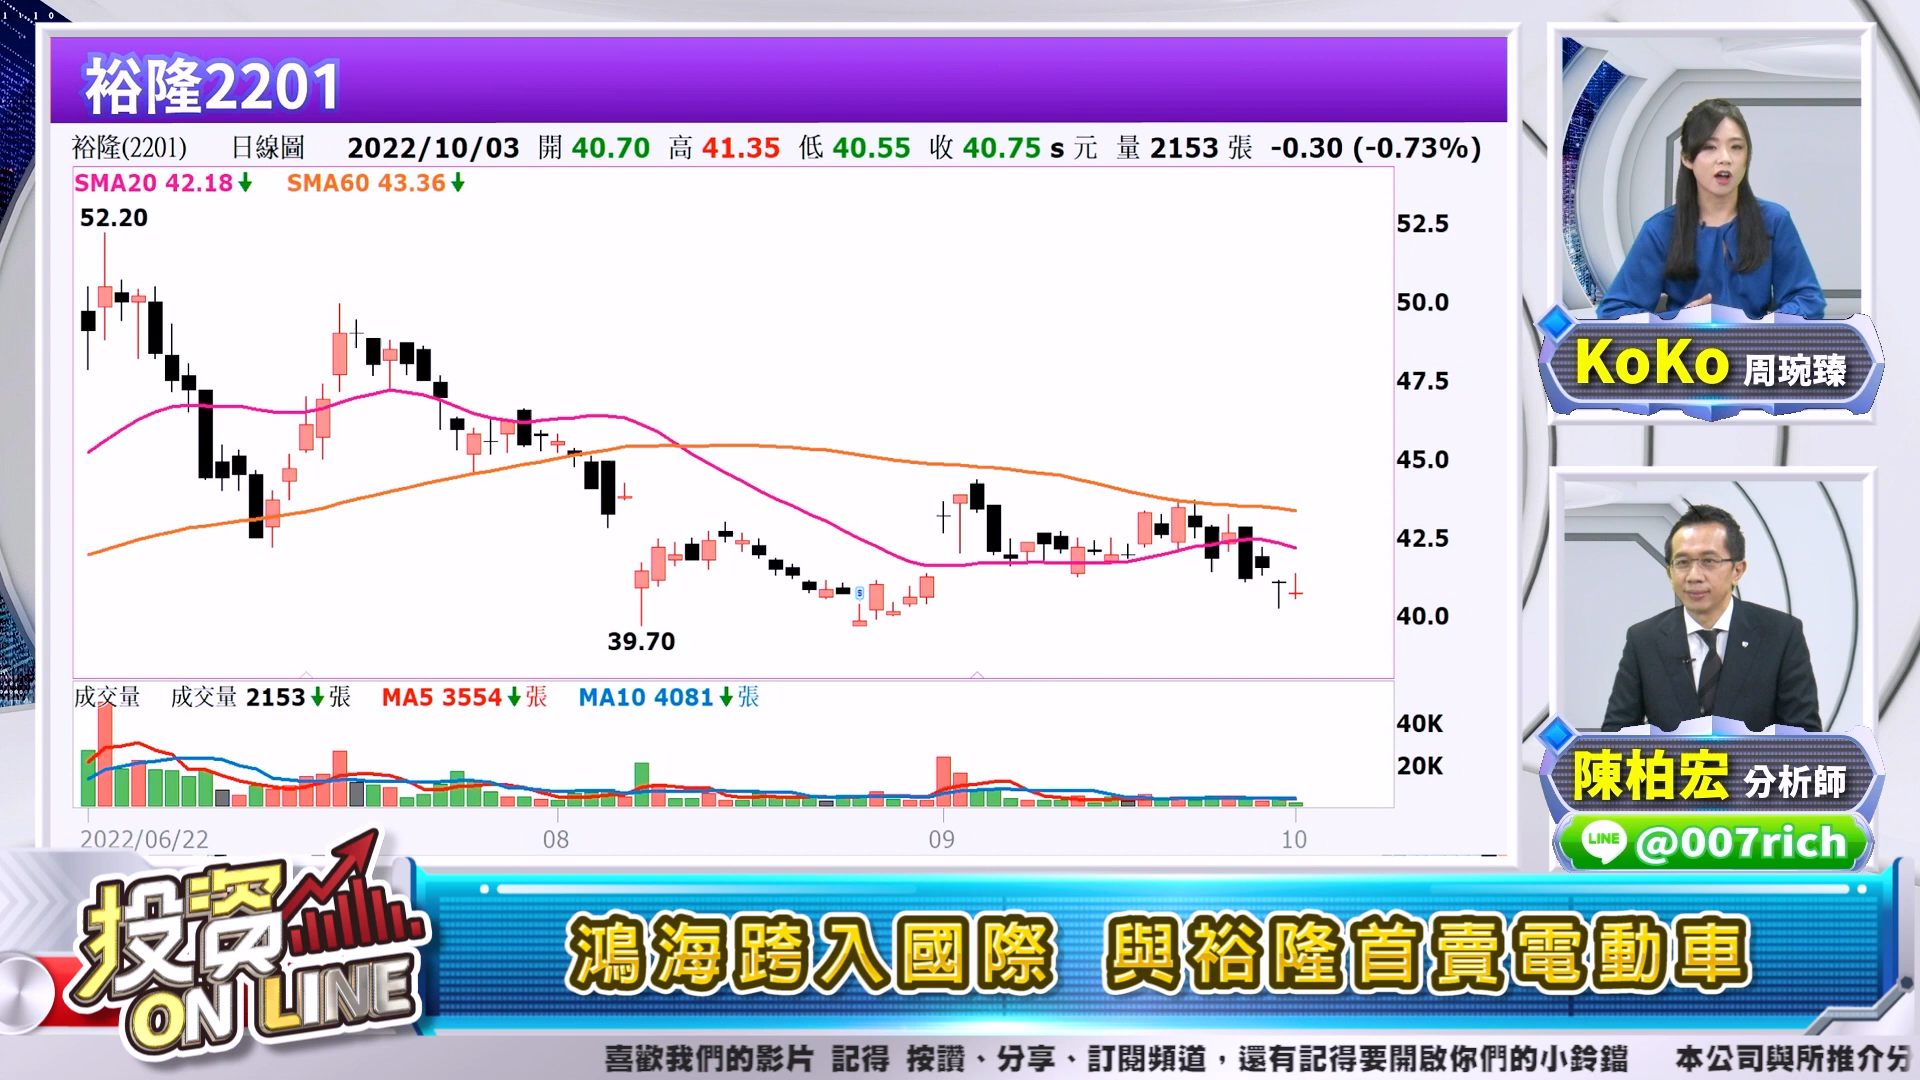 裕隆2201
裕隆(2201) 日線圖 2022/10/03 開 40.70 高 41.35 低 40.55 收 40.75 s 元 量 2153 張 -0.30 (-0.73%)
SMA20 42.18↓ SMA60 43.36↓
52.20
52.5
50.0
47.5
45.0
42.5
40.0
39.70
成交量 成交量 2153↓張 MA5 3554↓張 MA10 4081↓張
40K
20K
2022/06/22 08 09 10
KoKo 周琬臻
陳柏宏 分析師
LINE @007rich
投資
ON LINE
鴻海跨入國際 與裕隆首賣電動車
喜歡我們的影片 記得 按讚、分享、訂閱頻道，還有記得要開啟你們的小鈴鐺 本公司與所推介分